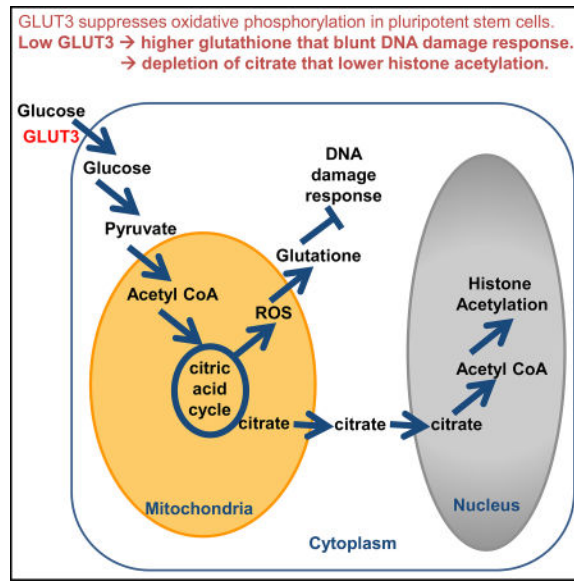 GLUT3 suppresses oxidative phosphorylation in pluripotent stem cells.
Low GLUT3 → higher glutathione that blunt DNA damage response.
→ depletion of citrate that lower histone acetylation.
Glucose
GLUT3
Glucose
Pyruvate
Acetyl CoA
citric
acid
cycle
ROS
Glutatione
DNA
damage
response
citrate
citrate
citrate
Acetyl CoA
Histone
Acetylation
Mitochondria
Nucleus
Cytoplasm